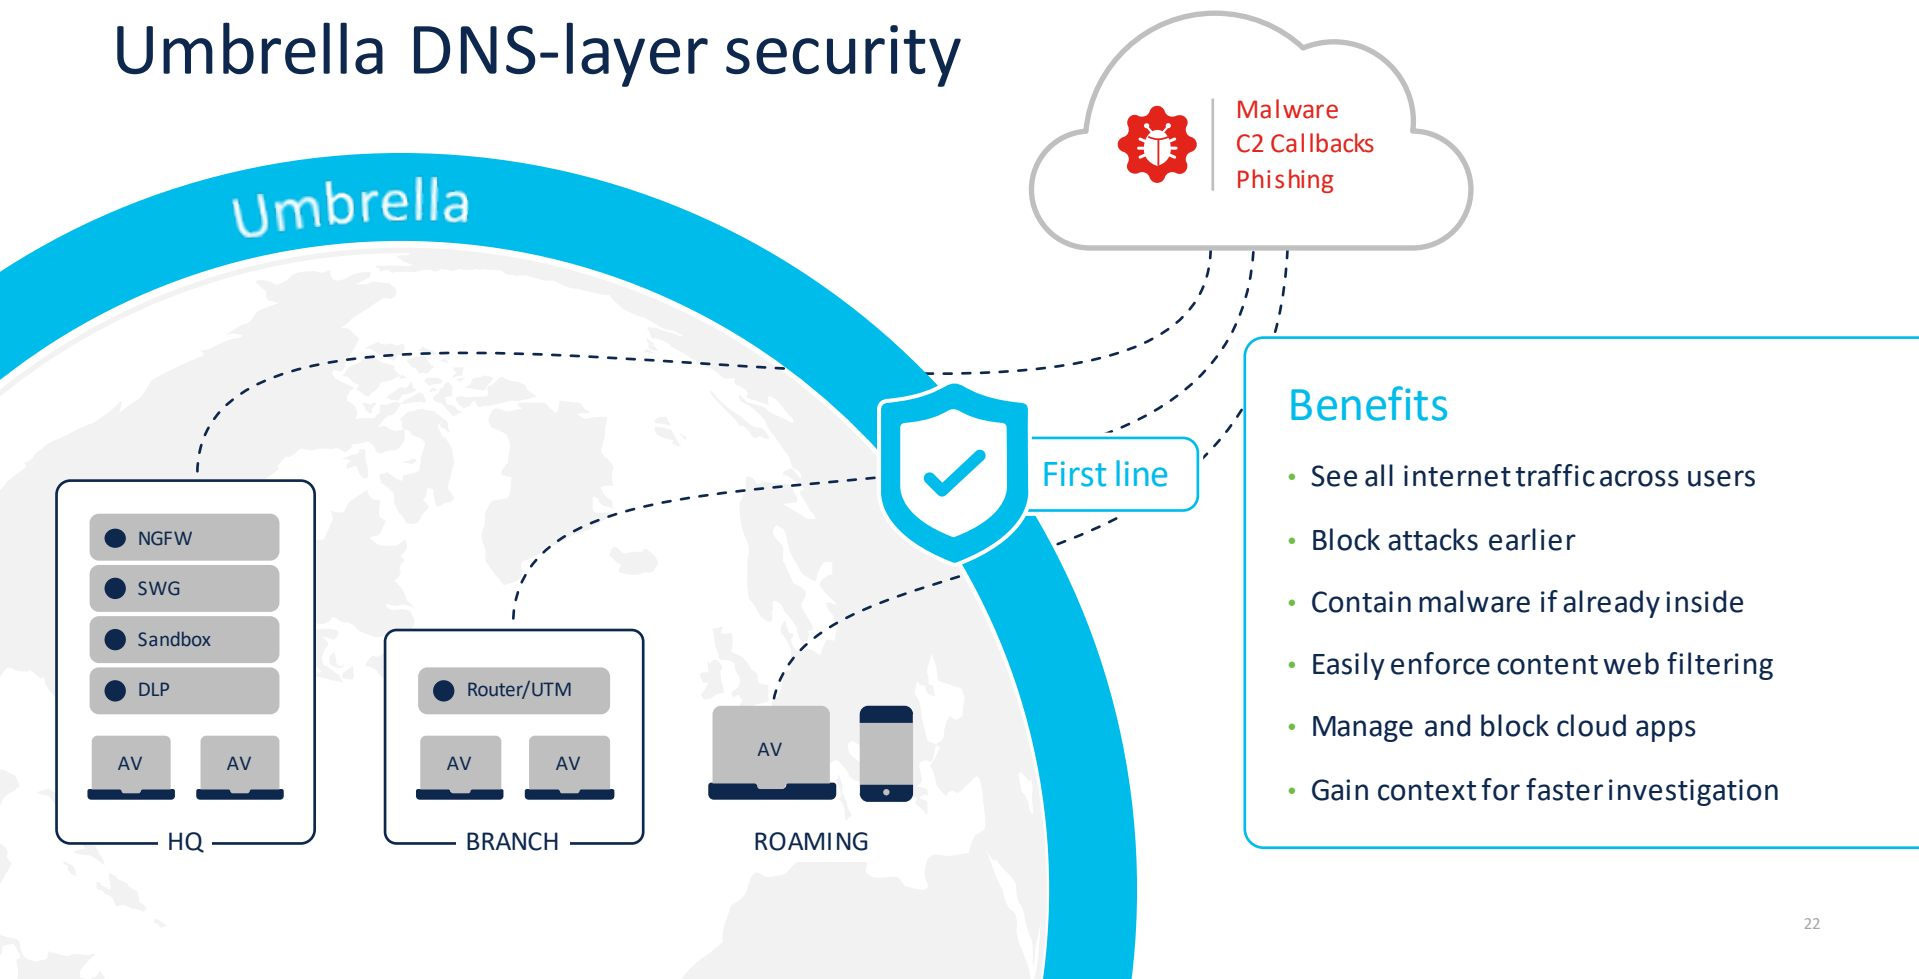 Umbrella DNS-layer security
Malware
C2 Callbacks
Phishing
Umbrella
First line
NGFW
SWG
Sandbox
DLP
AV
AV
HQ
Router/UTM
AV
AV
BRANCH
AV
ROAMING
Benefits
• See all internet traffic across users
• Block attacks earlier
• Contain malware if already inside
• Easily enforce content web filtering
• Manage and block cloud apps
• Gain context for faster investigation
22